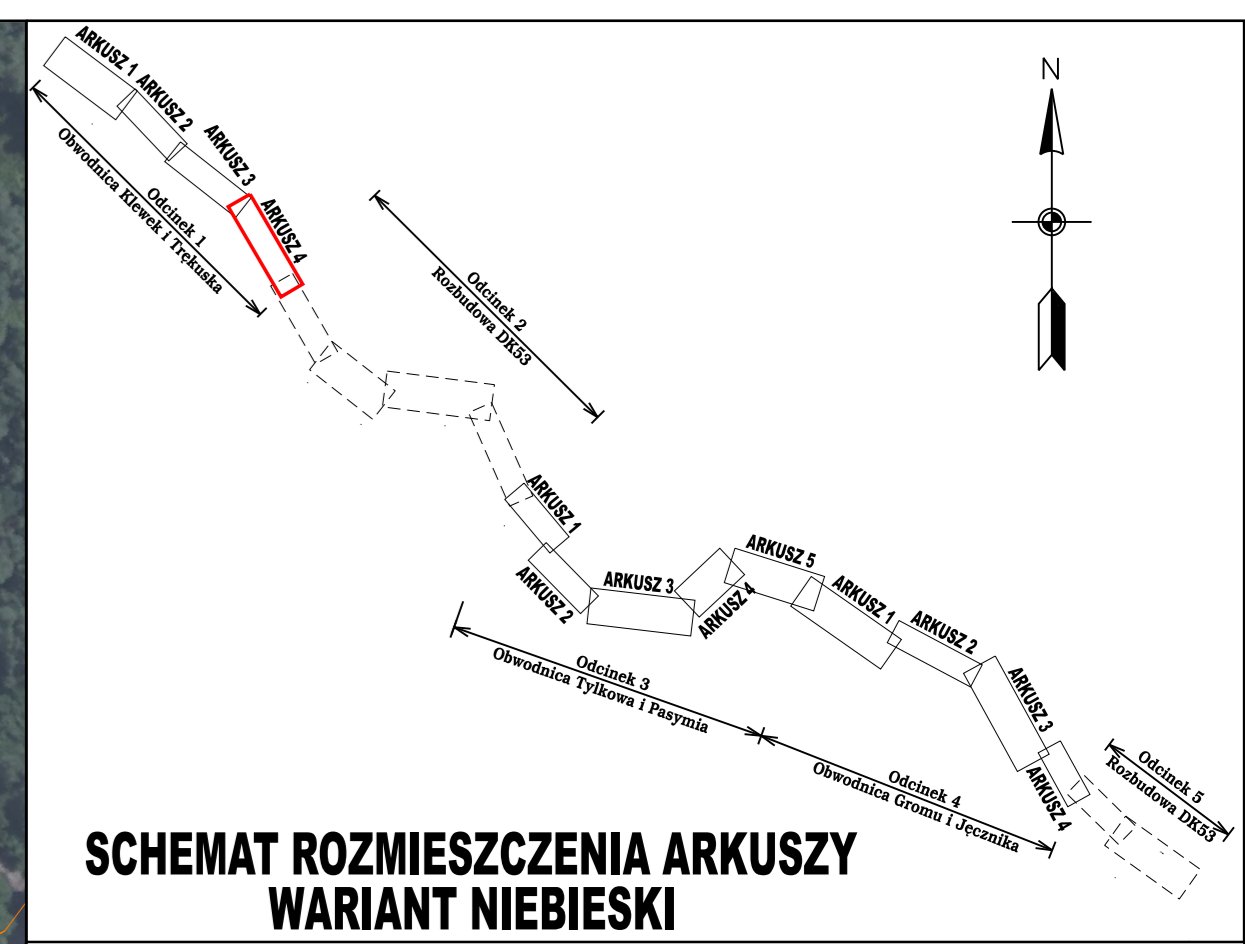 ARKUSZ 1
ARKUSZ 2
ARKUSZ 3
ARKUSZ 4
Odcinek 1
Obwodnica Klewek i Trękuska
N
Odcinek 2
Rozbudowa DK53
ARKUSZ 1
ARKUSZ 2
ARKUSZ 3
ARKUSZ 4
ARKUSZ 5
Odcinek 3
Obwodnica Tylkowa i Pasymia
ARKUSZ 1
ARKUSZ 2
ARKUSZ 3
ARKUSZ 4
Odcinek 4
Obwodnica Gromu i Jęcznika
Odcinek 5
Rozbudowa DK53
SCHEMAT ROZMIESZCZENIA ARKUSZY
WARIANT NIEBIESKI